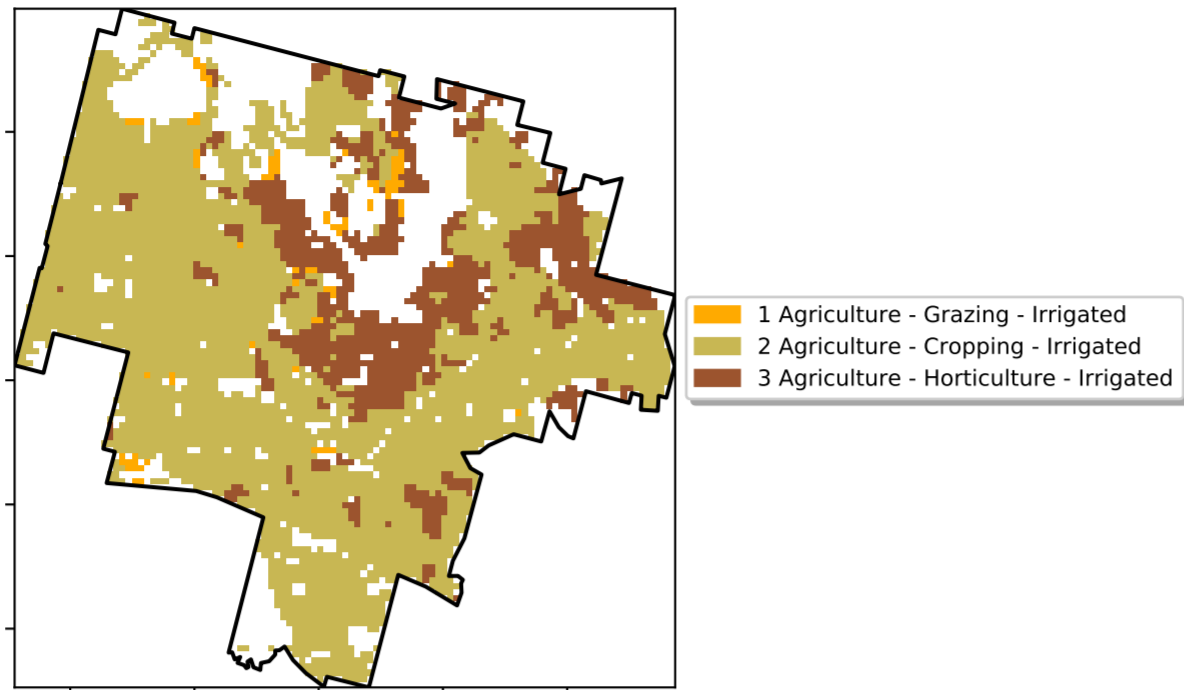 1 Agriculture - Grazing - Irrigated
2 Agriculture - Cropping - Irrigated
3 Agriculture - Horticulture - Irrigated